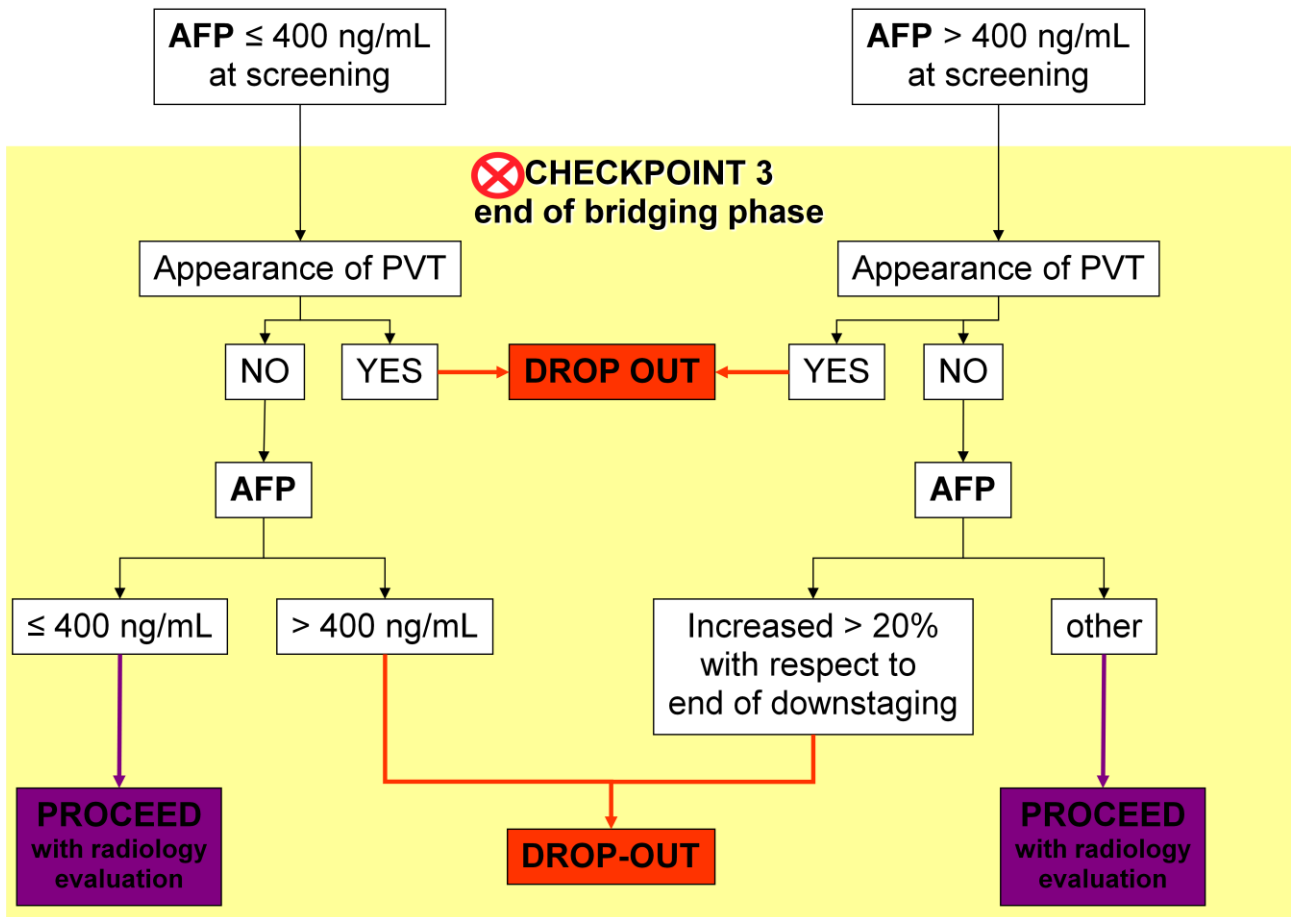 AFP ≤ 400 ng/mL
at screening
AFP > 400 ng/mL
at screening
CHECKPOINT 3
end of bridging phase
Appearance of PVT
Appearance of PVT
NO
YES
DROP OUT
YES
NO
AFP
AFP
≤ 400 ng/mL
> 400 ng/mL
Increased > 20%
with respect to
end of downstaging
other
PROCEED
with radiology
evaluation
DROP-OUT
PROCEED
with radiology
evaluation